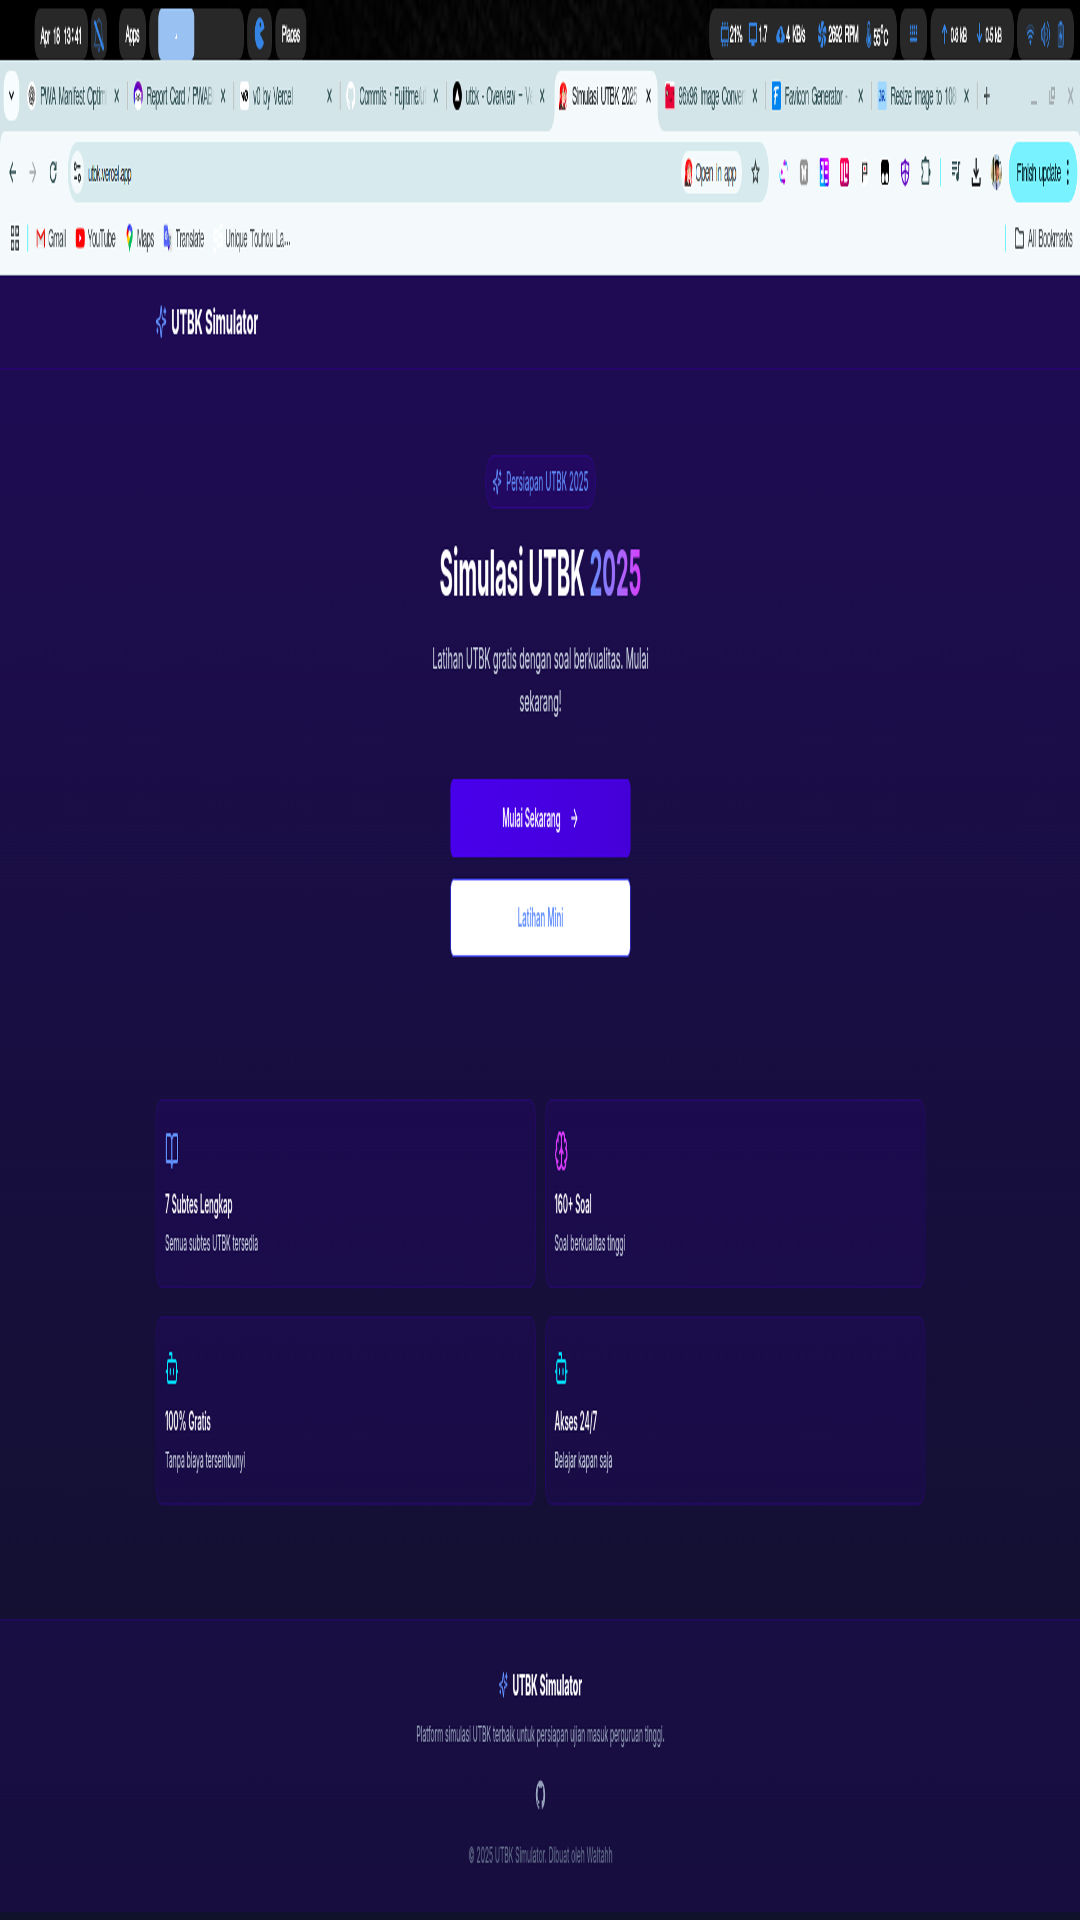 Apr 18 13:41 Apps Places 21% 1.7 4 KB/s 2692 RPM 55°C 0.8 kB 0.5 kB
PWA Manifest Optim Report Card / PWAB v0 by Vercel Commits · Fujitime/ut utbk - Overview – V Simulasi UTBK 2025 96x96 Image Conver Favicon Generator - Resize Image to 108
utbk.vercel.app Open in app Finish update
Gmail YouTube Maps Translate Unique Touhou La... All Bookmarks
UTBK Simulator
Persiapan UTBK 2025
Simulasi UTBK 2025
Latihan UTBK gratis dengan soal berkualitas. Mulai
sekarang!
Mulai Sekarang →
Latihan Mini
7 Subtes Lengkap
Semua subtes UTBK tersedia
160+ Soal
Soal berkualitas tinggi
100% Gratis
Tanpa biaya tersembunyi
Akses 24/7
Belajar kapan saja
UTBK Simulator
Platform simulasi UTBK terbaik untuk persiapan ujian masuk perguruan tinggi.
© 2025 UTBK Simulator. Dibuat oleh Waltahh